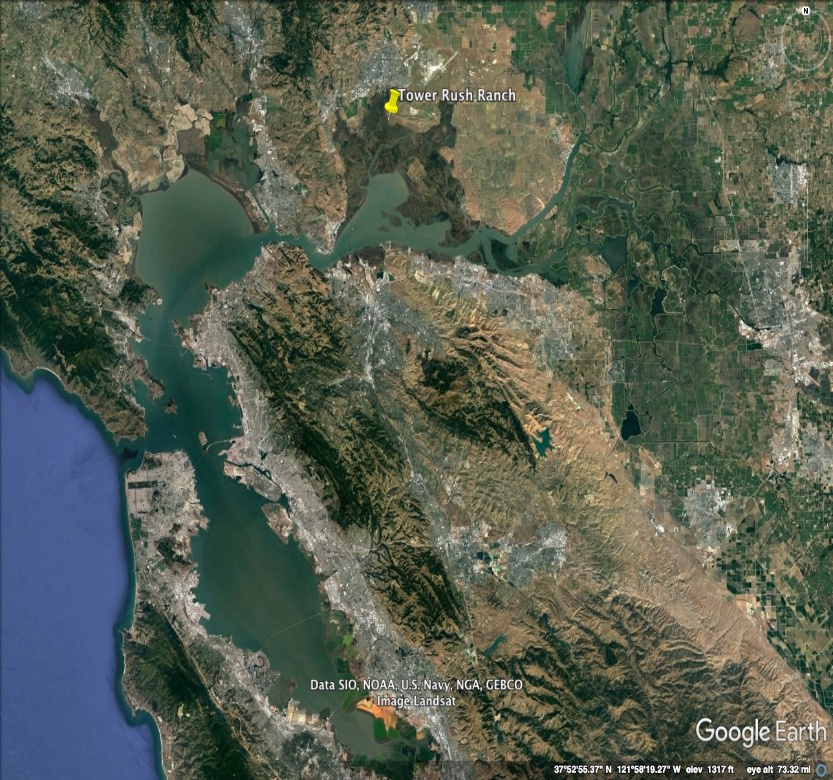 N
Tower Rush Ranch
Data SIO, NOAA, U.S. Navy, NGA, GEBCO
Image Landsat
Google Earth
37°52'55.37" N 121°58'19.27" W elev 1317 ft eye alt 73.32 mi